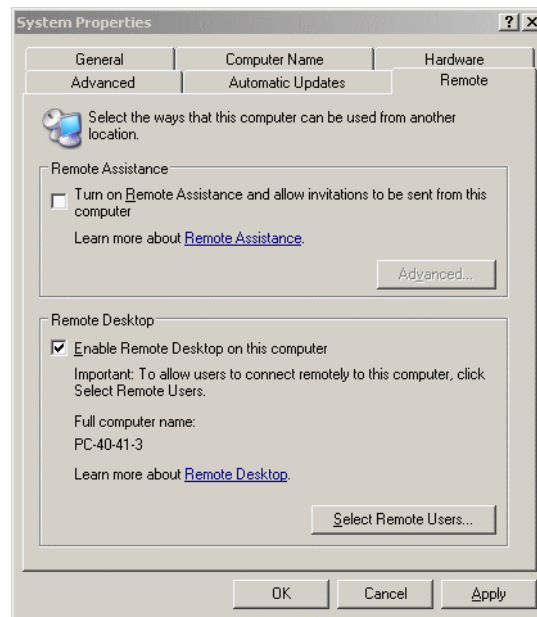 System Properties
General
Computer Name
Hardware
Advanced
Automatic Updates
Remote
Select the ways that this computer can be used from another
location.
Remote Assistance
Turn on Remote Assistance and allow invitations to be sent from this
computer
Learn more about Remote Assistance.
Advanced...
Remote Desktop
Enable Remote Desktop on this computer
Important: To allow users to connect remotely to this computer, click
Select Remote Users.
Full computer name:
PC-40-41-3
Learn more about Remote Desktop.
Select Remote Users...
OK
Cancel
Apply